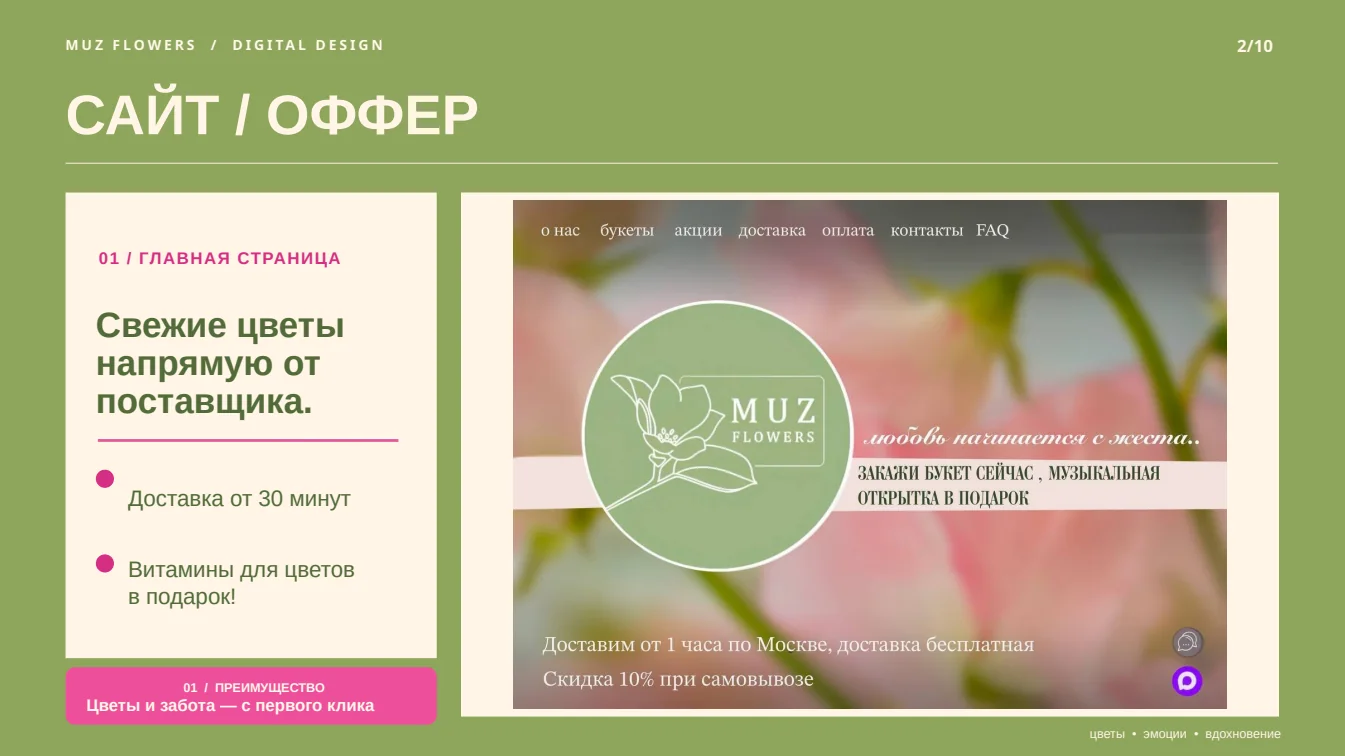 MUZ FLOWERS / DIGITAL DESIGN
2/10
САЙТ / ОФФЕР
01 / ГЛАВНАЯ СТРАНИЦА
Свежие цветы
напрямую от
поставщика.
Доставка от 30 минут
Витамины для цветов
в подарок!
01 / ПРЕИМУЩЕСТВО
Цветы и забота — с первого клика
о нас букеты акции доставка оплата контакты FAQ
MUZ
FLOWERS
любовь начинается с жеста..
ЗАКАЖИ БУКЕТ СЕЙЧАС , МУЗЫКАЛЬНАЯ
ОТКРЫТКА В ПОДАРОК
Доставим от 1 часа по Москве, доставка бесплатная
Скидка 10% при самовывозе
цветы • эмоции • вдохновение